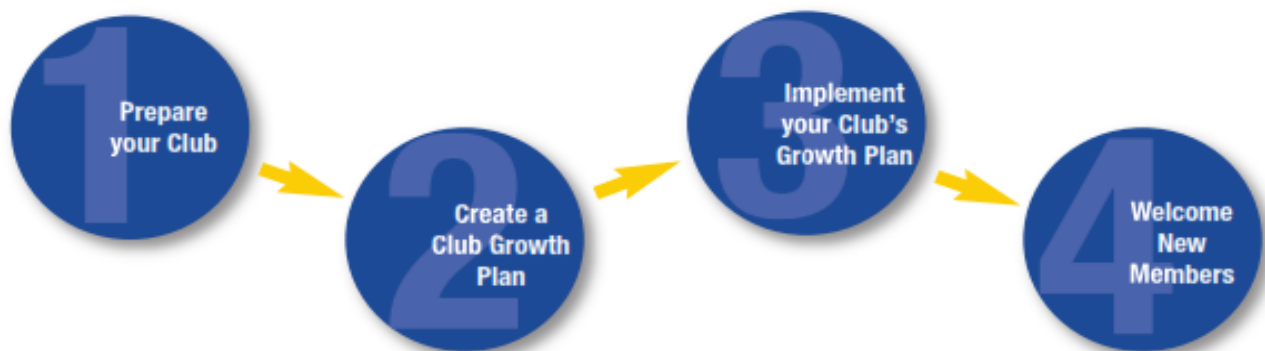 1
Prepare
your Club
2
Create a
Club Growth
Plan
3
Implement
your Club's
Growth Plan
4
Welcome
New
Members